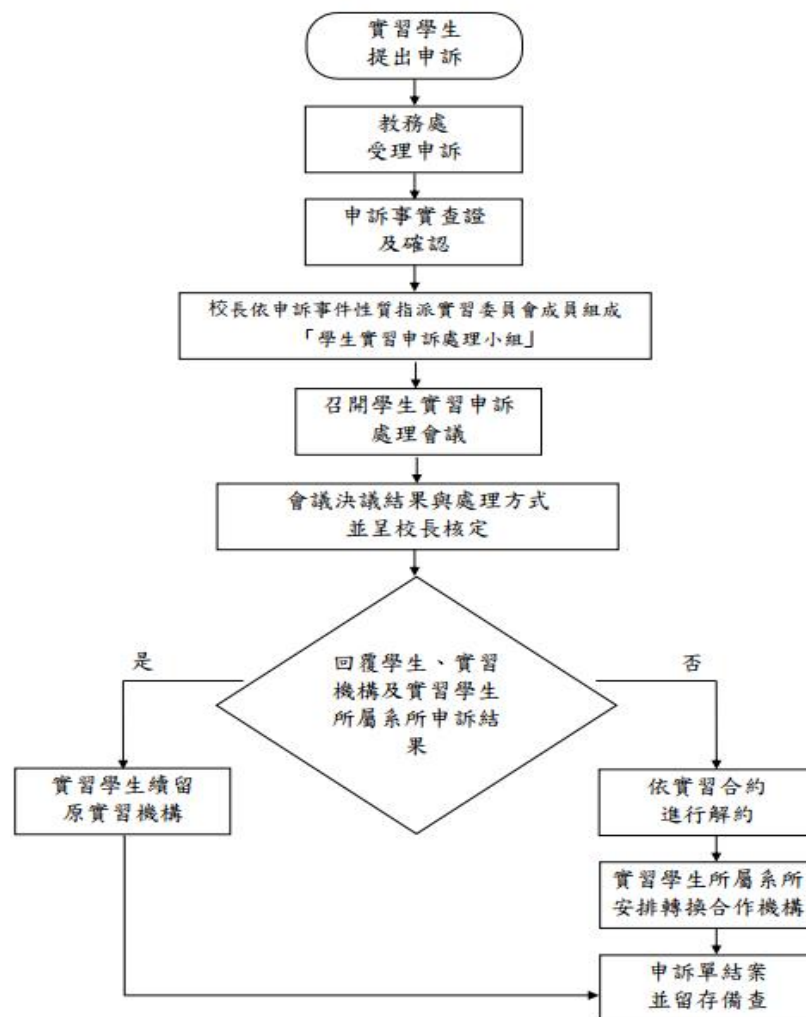 實習學生
提出申訴
教務處
受理申訴
申訴事實查證
及確認
校長依申訴事件性質指派實習委員會成員組成
「學生實習申訴處理小組」
召開學生實習申訴
處理會議
會議決議結果與處理方式
並呈校長核定
回覆學生、實習
機構及實習學生
所屬系所申訴結
果
是
否
實習學生續留
原實習機構
依實習合約
進行解約
實習學生所屬系所
安排轉換合作機構
申訴單結案
並留存備查